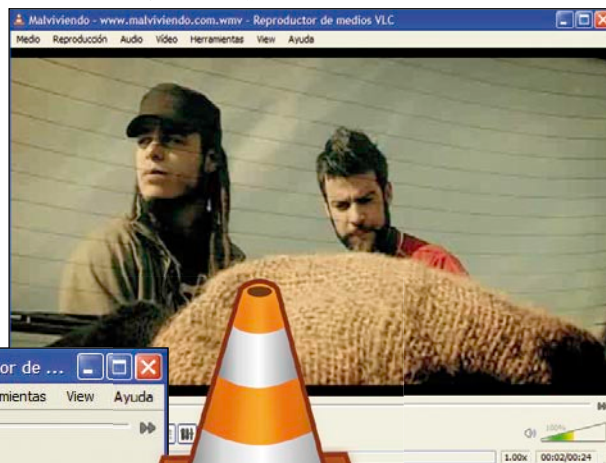 Malviviendo - www.malviviendo.com.wmv - Reproductor de medios VLC
Medio Reproducción Audio Vídeo Herramientas View Ayuda
or de ...
mientas View Ayuda
100%
1.00x 00:02/00:24